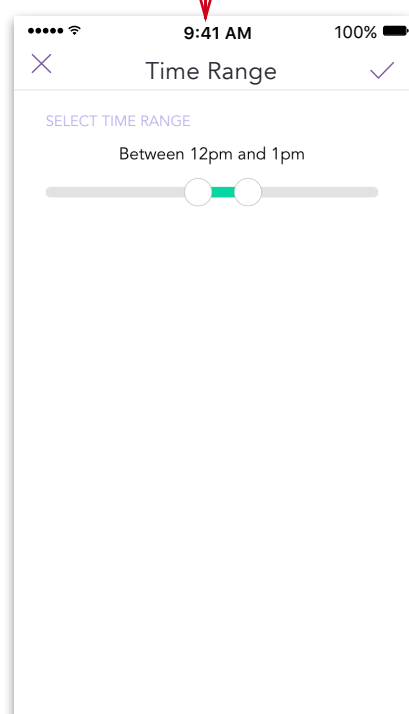 9:41 AM 100%
Time Range
SELECT TIME RANGE
Between 12pm and 1pm